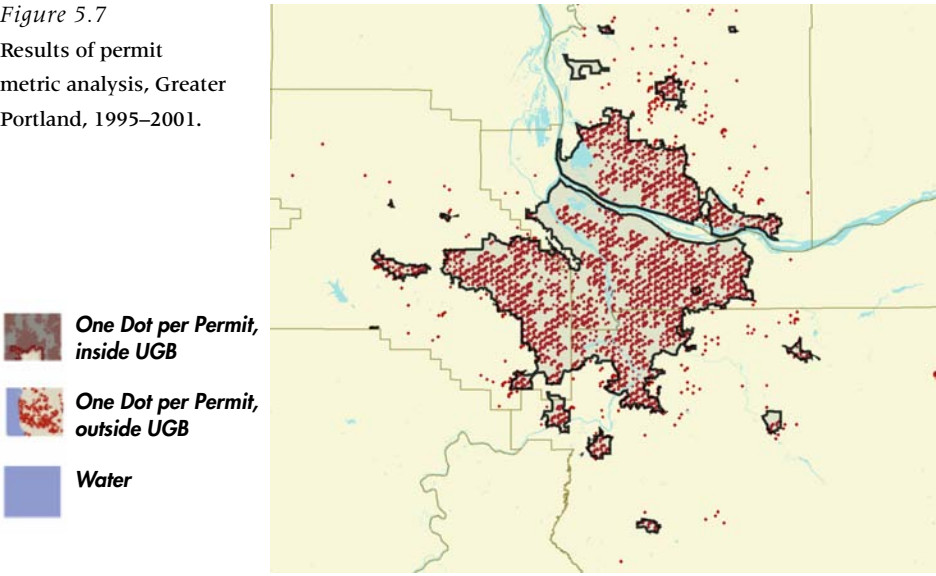 Figure 5.7
Results of permit
metric analysis, Greater
Portland, 1995–2001.
One Dot per Permit,
inside UGB
One Dot per Permit,
outside UGB
Water